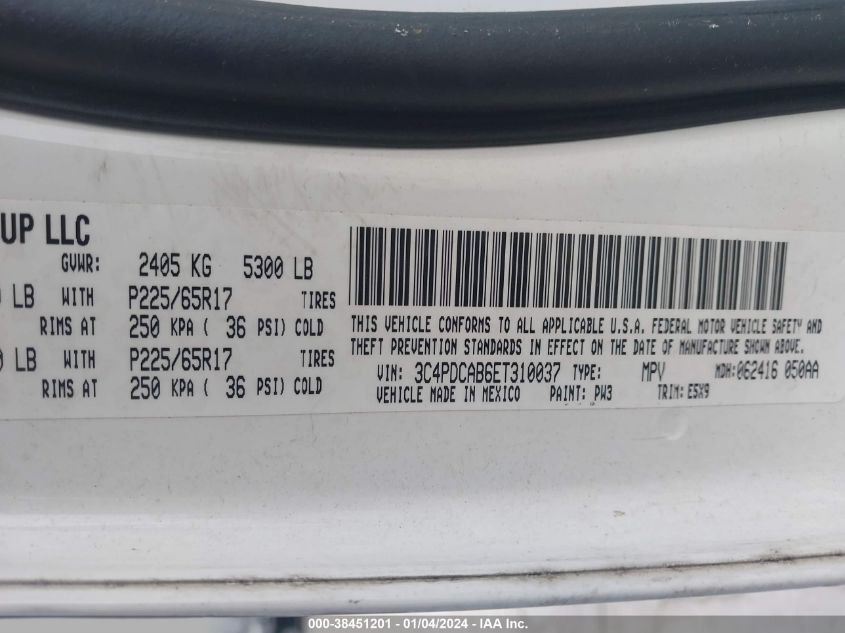 UP LLC
GVWR: 2405 KG 5300 LB
LB WITH P225/65R17 TIRES
RIMS AT 250 KPA ( 36 PSI) COLD
LB WITH P225/65R17 TIRES
RIMS AT 250 KPA ( 36 PSI) COLD
THIS VEHICLE CONFORMS TO ALL APPLICABLE U.S.A. FEDERAL MOTOR VEHICLE SAFETY AND
THEFT PREVENTION STANDARDS IN EFFECT ON THE DATE OF MANUFACTURE SHOWN ABOVE.
VIN: 3C4PDCAB6ET310037 TYPE: MPV MDH:062416 050AA
VEHICLE MADE IN MEXICO PAINT: PW3 TRIM: E5X9
000-38451201 - 01/04/2024 - IAA Inc.